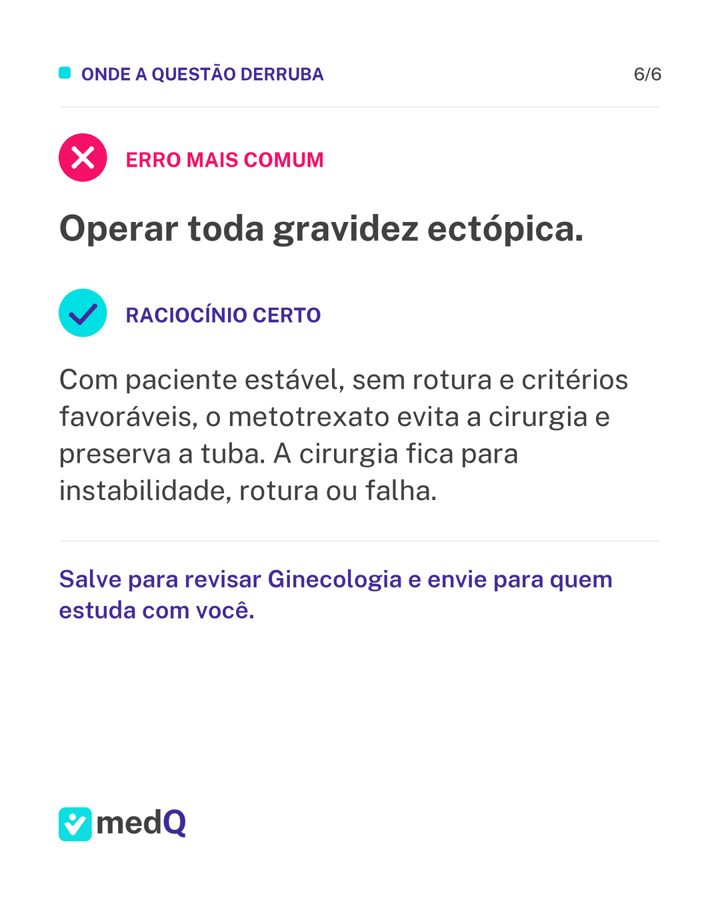 ONDE A QUESTÃO DERRUBA
6/6
ERRO MAIS COMUM
Operar toda gravidez ectópica.
RACIOCÍNIO CERTO
Com paciente estável, sem rotura e critérios
favoráveis, o metotrexato evita a cirurgia e
preserva a tuba. A cirurgia fica para
instabilidade, rotura ou falha.
Salve para revisar Ginecologia e envie para quem
estuda com você.
medQ